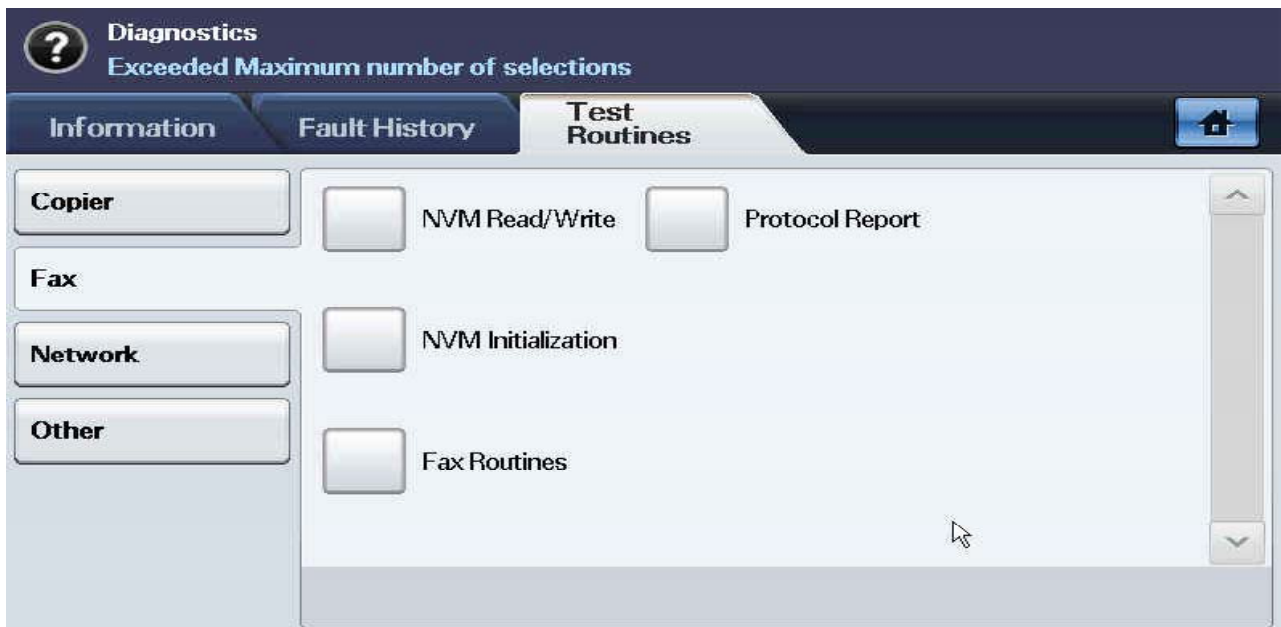 ?
Diagnostics
Exceeded Maximum number of selections
Information
Fault History
Test
Routines
Copier
Fax
Network
Other
NVM Read/Write
Protocol Report
NVM Initialization
Fax Routines